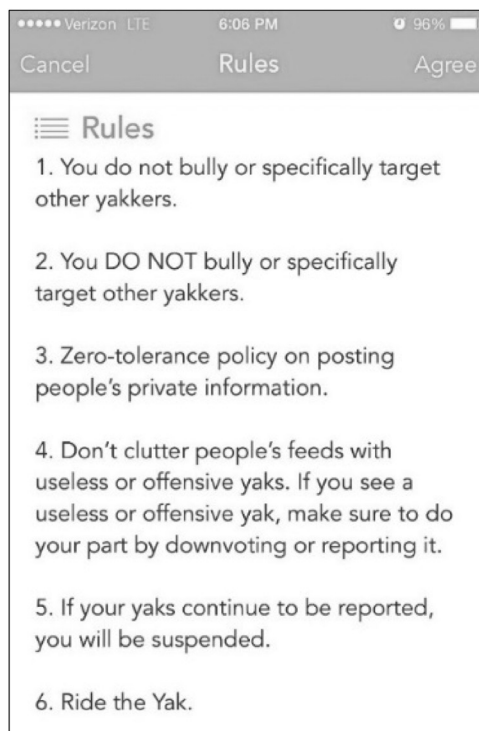 Verizon LTE 6:06 PM 96%
Cancel Rules Agree
Rules
1. You do not bully or specifically target
other yakkers.
2. You DO NOT bully or specifically
target other yakkers.
3. Zero-tolerance policy on posting
people's private information.
4. Don't clutter people's feeds with
useless or offensive yaks. If you see a
useless or offensive yak, make sure to do
your part by downvoting or reporting it.
5. If your yaks continue to be reported,
you will be suspended.
6. Ride the Yak.